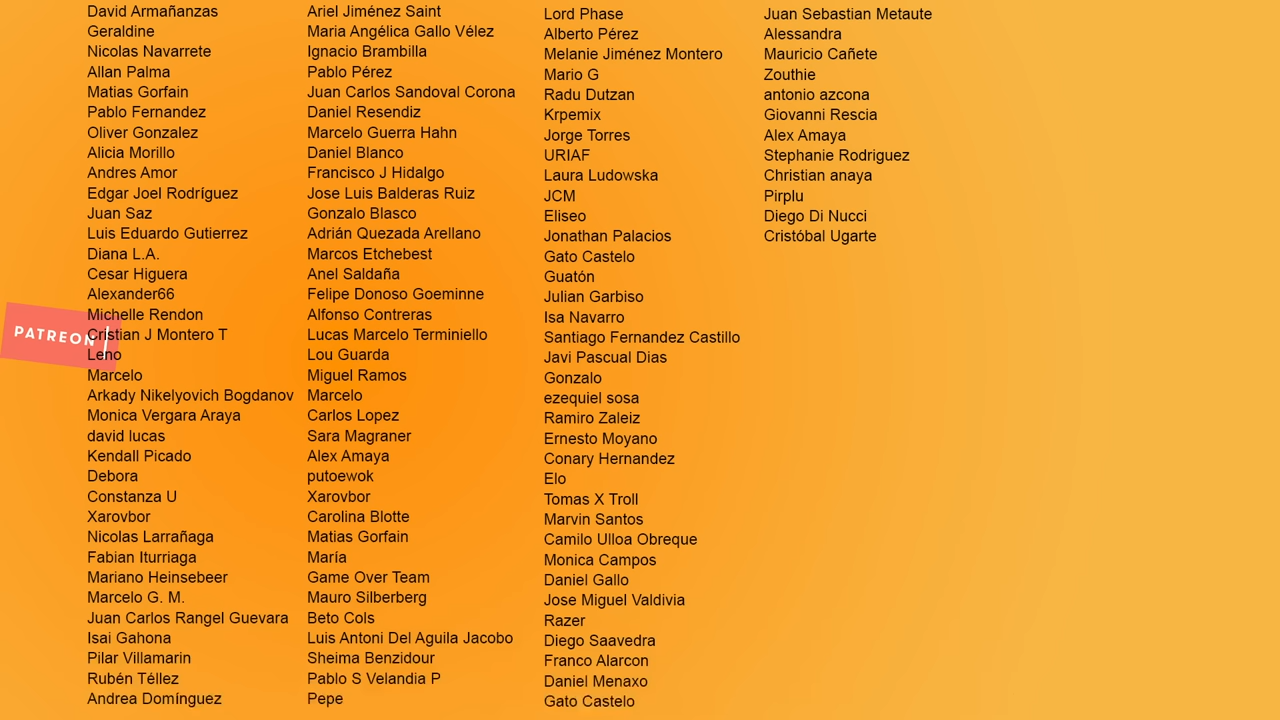 David Armañanzas
Geraldine
Nicolas Navarrete
Allan Palma
Matias Gorfain
Pablo Fernandez
Oliver Gonzalez
Alicia Morillo
Andres Amor
Edgar Joel Rodríguez
Juan Saz
Luis Eduardo Gutierrez
Diana L.A.
Cesar Higuera
Alexander66
Michelle Rendon
PATREON
Cristian J Montero T
Leno
Marcelo
Arkady Nikelyovich Bogdanov
Monica Vergara Araya
david lucas
Kendall Picado
Debora
Constanza U
Xarovbor
Nicolas Larrañaga
Fabian Iturriaga
Mariano Heinsebeer
Marcelo G. M.
Juan Carlos Rangel Guevara
Isai Gahona
Pilar Villamarin
Rubén Téllez
Andrea Domínguez
Ariel Jiménez Saint
Maria Angélica Gallo Vélez
Ignacio Brambilla
Pablo Pérez
Juan Carlos Sandoval Corona
Daniel Resendiz
Marcelo Guerra Hahn
Daniel Blanco
Francisco J Hidalgo
Jose Luis Balderas Ruiz
Gonzalo Blasco
Adrián Quezada Arellano
Marcos Etchebest
Anel Saldaña
Felipe Donoso Goeminne
Alfonso Contreras
Lucas Marcelo Terminiello
Lou Guarda
Miguel Ramos
Marcelo
Carlos Lopez
Sara Magraner
Alex Amaya
putoewok
Xarovbor
Carolina Blotte
Matias Gorfain
María
Game Over Team
Mauro Silberberg
Beto Cols
Luis Antoni Del Aguila Jacobo
Sheima Benzidour
Pablo S Velandia P
Pepe
Lord Phase
Alberto Pérez
Melanie Jiménez Montero
Mario G
Radu Dutzan
Krpemix
Jorge Torres
URIAF
Laura Ludowska
JCM
Eliseo
Jonathan Palacios
Gato Castelo
Guatón
Julian Garbiso
Isa Navarro
Santiago Fernandez Castillo
Javi Pascual Dias
Gonzalo
ezequiel sosa
Ramiro Zaleiz
Ernesto Moyano
Conary Hernandez
Elo
Tomas X Troll
Marvin Santos
Camilo Ulloa Obreque
Monica Campos
Daniel Gallo
Jose Miguel Valdivia
Razer
Diego Saavedra
Franco Alarcon
Daniel Menaxo
Gato Castelo
Juan Sebastian Metaute
Alessandra
Mauricio Cañete
Zouthie
antonio azcona
Giovanni Rescia
Alex Amaya
Stephanie Rodriguez
Christian anaya
Pirplu
Diego Di Nucci
Cristóbal Ugarte